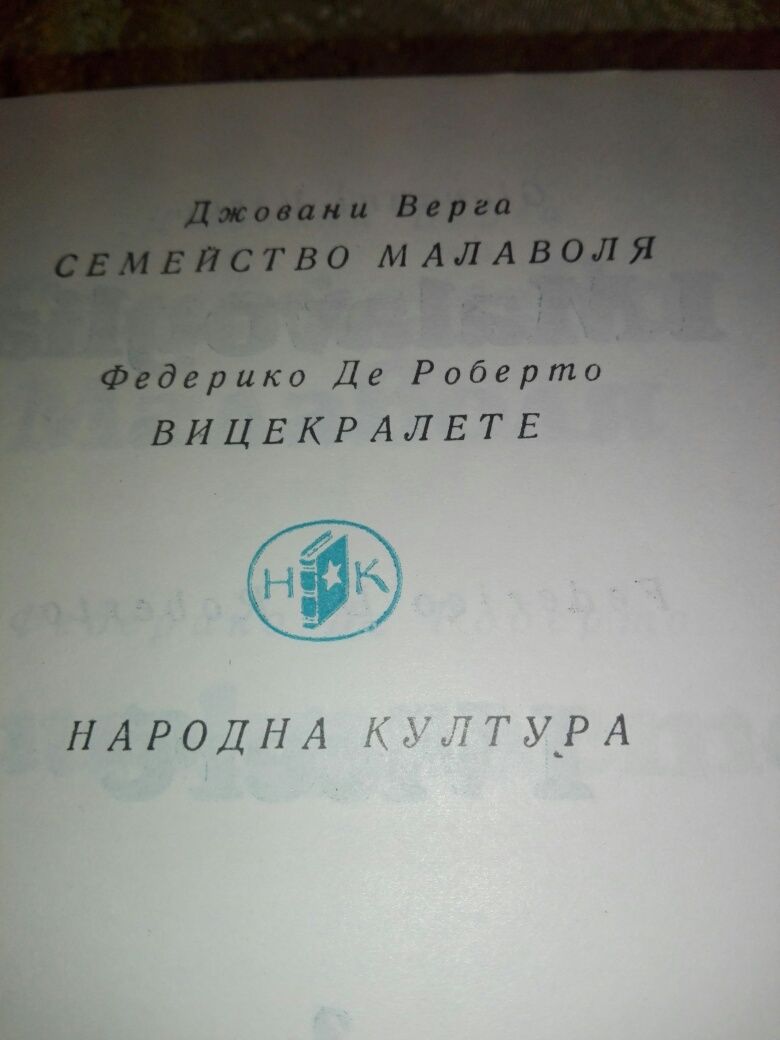 Джовани Верга
СЕМЕЙСТВО МАЛАВОЛЯ
Федерико Де Роберто
ВИЦЕКРАЛЕТЕ
Н К
НАРОДНА КУЛТУРА